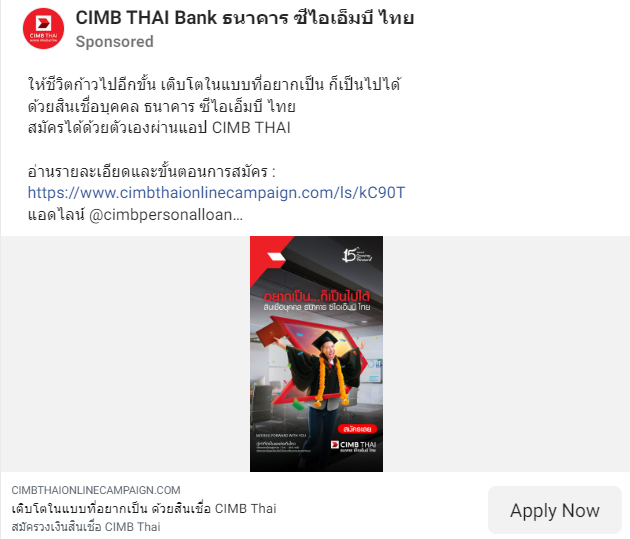 CIMB THAI Bank ธนาคาร ซีไอเอ็มบี ไทย
Sponsored
ให้ชีวิตก้าวไปอีกขั้น เติบโตในแบบที่อยากเป็น ก็เป็นไปได้
ด้วยสินเชื่อบุคคล ธนาคาร ซีไอเอ็มบี ไทย
สมัครได้ด้วยตัวเองผ่านแอป CIMB THAI
อ่านรายละเอียดและขั้นตอนการสมัคร :
https://www.cimbthaionlinecampaign.com/ls/kC90T
แอดไลน์ @cimbpersonalloan...
15
อยากเป็น...ก็เป็นไปได้
สินเชื่อบุคคล ธนาคาร ซีไอเอ็มบี ไทย
สมัครเลย
MOVING FORWARD WITH YOU
CIMB THAI
CIMBTHAIONLINECAMPAIGN.COM
เติบโตในแบบที่อยากเป็น ด้วยสินเชื่อ CIMB Thai
สมัครวงเงินสินเชื่อ CIMB Thai
Apply Now